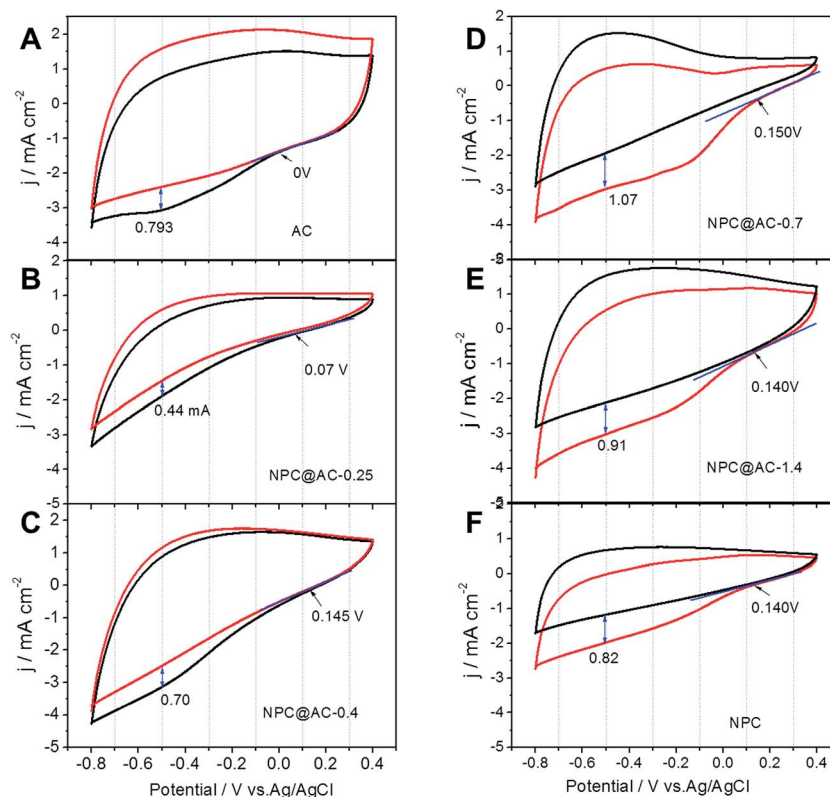 A
j / mA cm⁻²
2
1
0
-1
-2
-3
-4
0V
0.793
AC
B
j / mA cm⁻²
2
1
0
-1
-2
-3
-4
-5
0.07 V
0.44 mA
NPC@AC-0.25
C
j / mA cm⁻²
2
1
0
-1
-2
-3
-4
-5
0.145 V
0.70
NPC@AC-0.4
-0.8 -0.6 -0.4 -0.2 0.0 0.2 0.4
Potential / V vs.Ag/AgCl
D
j / mA cm⁻²
2
1
0
-1
-2
-3
-4
0.150V
1.07
NPC@AC-0.7
E
j / mA cm⁻²
1
0
-1
-2
-3
-4
0.140V
0.91
NPC@AC-1.4
F
j / mA cm⁻²
2
1
0
-1
-2
-3
-4
-5
0.140V
0.82
NPC
-0.8 -0.6 -0.4 -0.2 0.0 0.2 0.4
Potential / V vs.Ag/AgCl